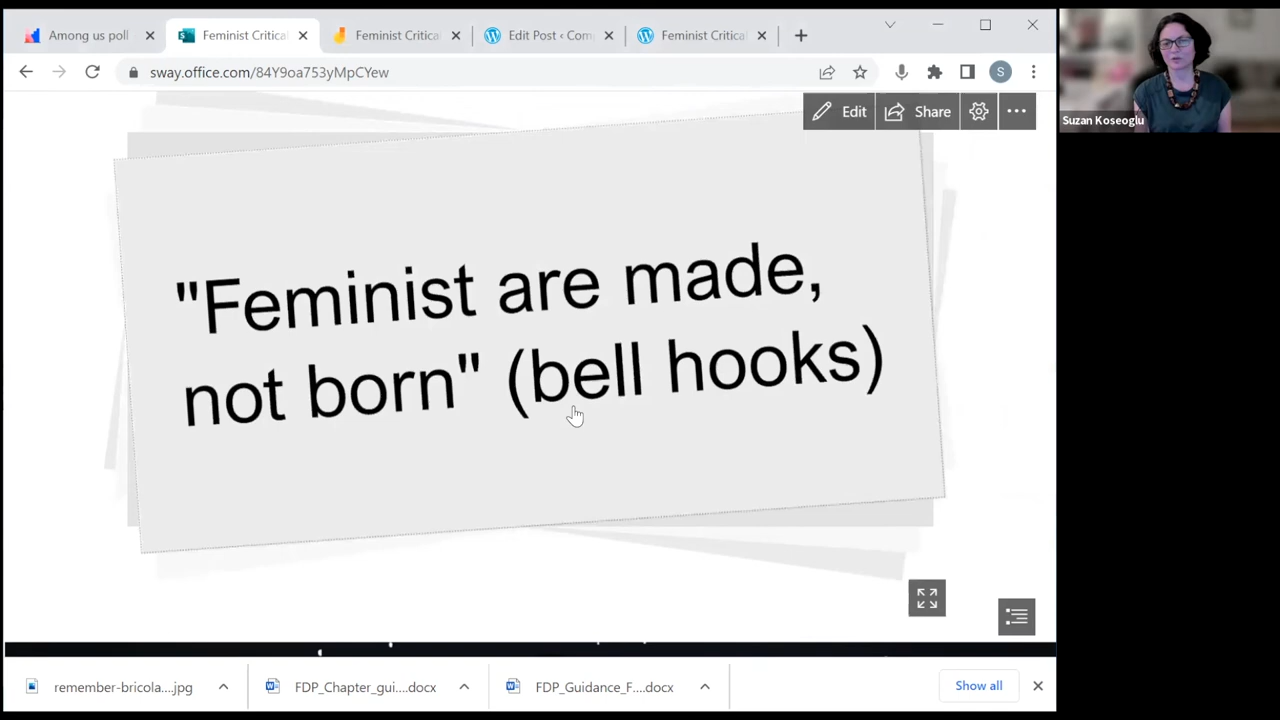 Among us poll
Feminist Critical
Feminist Critica
Edit Post ‹ Com
Feminist Critica
sway.office.com/84Y9oa753yMpCYew
S
Edit
Share
Suzan Koseoglu
"Feminist are made,
not born" (bell hooks)
remember-bricola....jpg
FDP_Chapter_gui....docx
FDP_Guidance_F....docx
Show all